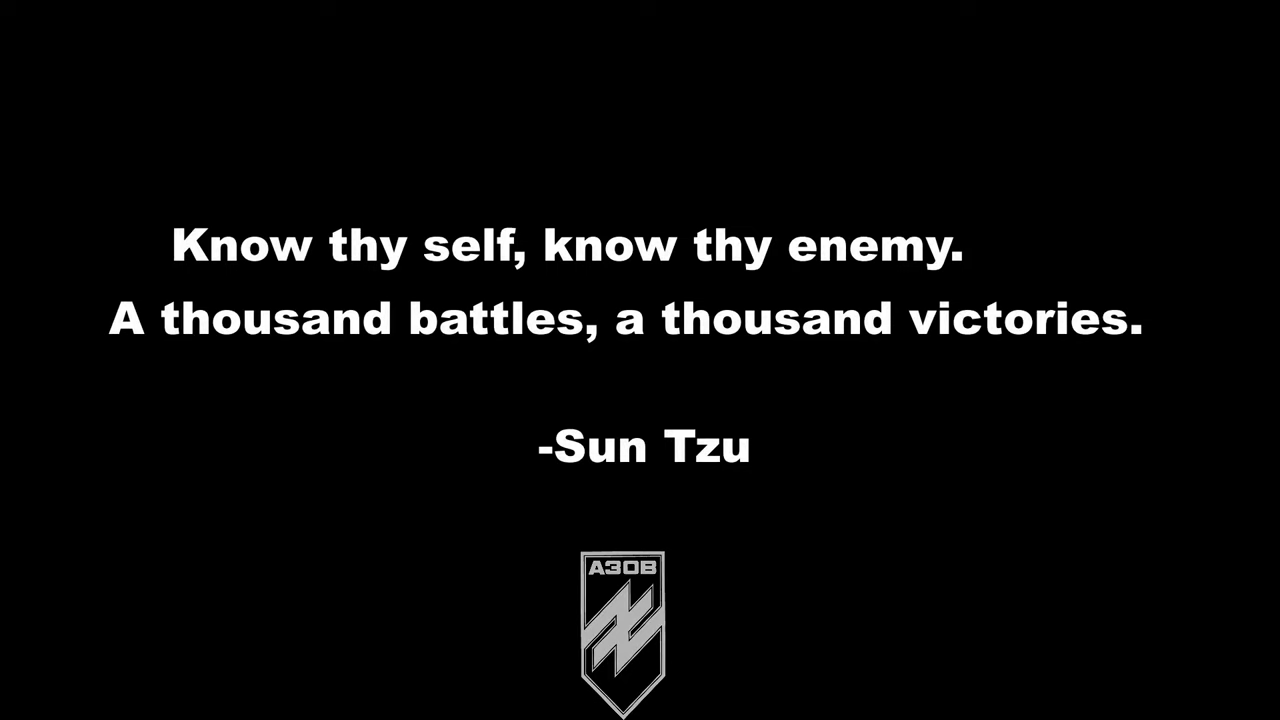 Know thy self, know thy enemy.
A thousand battles, a thousand victories.
-Sun Tzu
АЗОВ